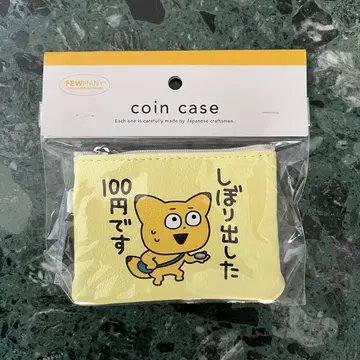 FEWMANY
coin case
Each one is carefully made by Japanese craftsmen.
しぼり出した
100円です